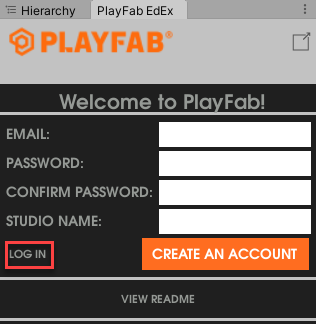 Hierarchy PlayFab EdEx
PLAYFAB®
Welcome to PlayFab!
EMAIL:
PASSWORD:
CONFIRM PASSWORD:
STUDIO NAME:
LOG IN CREATE AN ACCOUNT
VIEW README